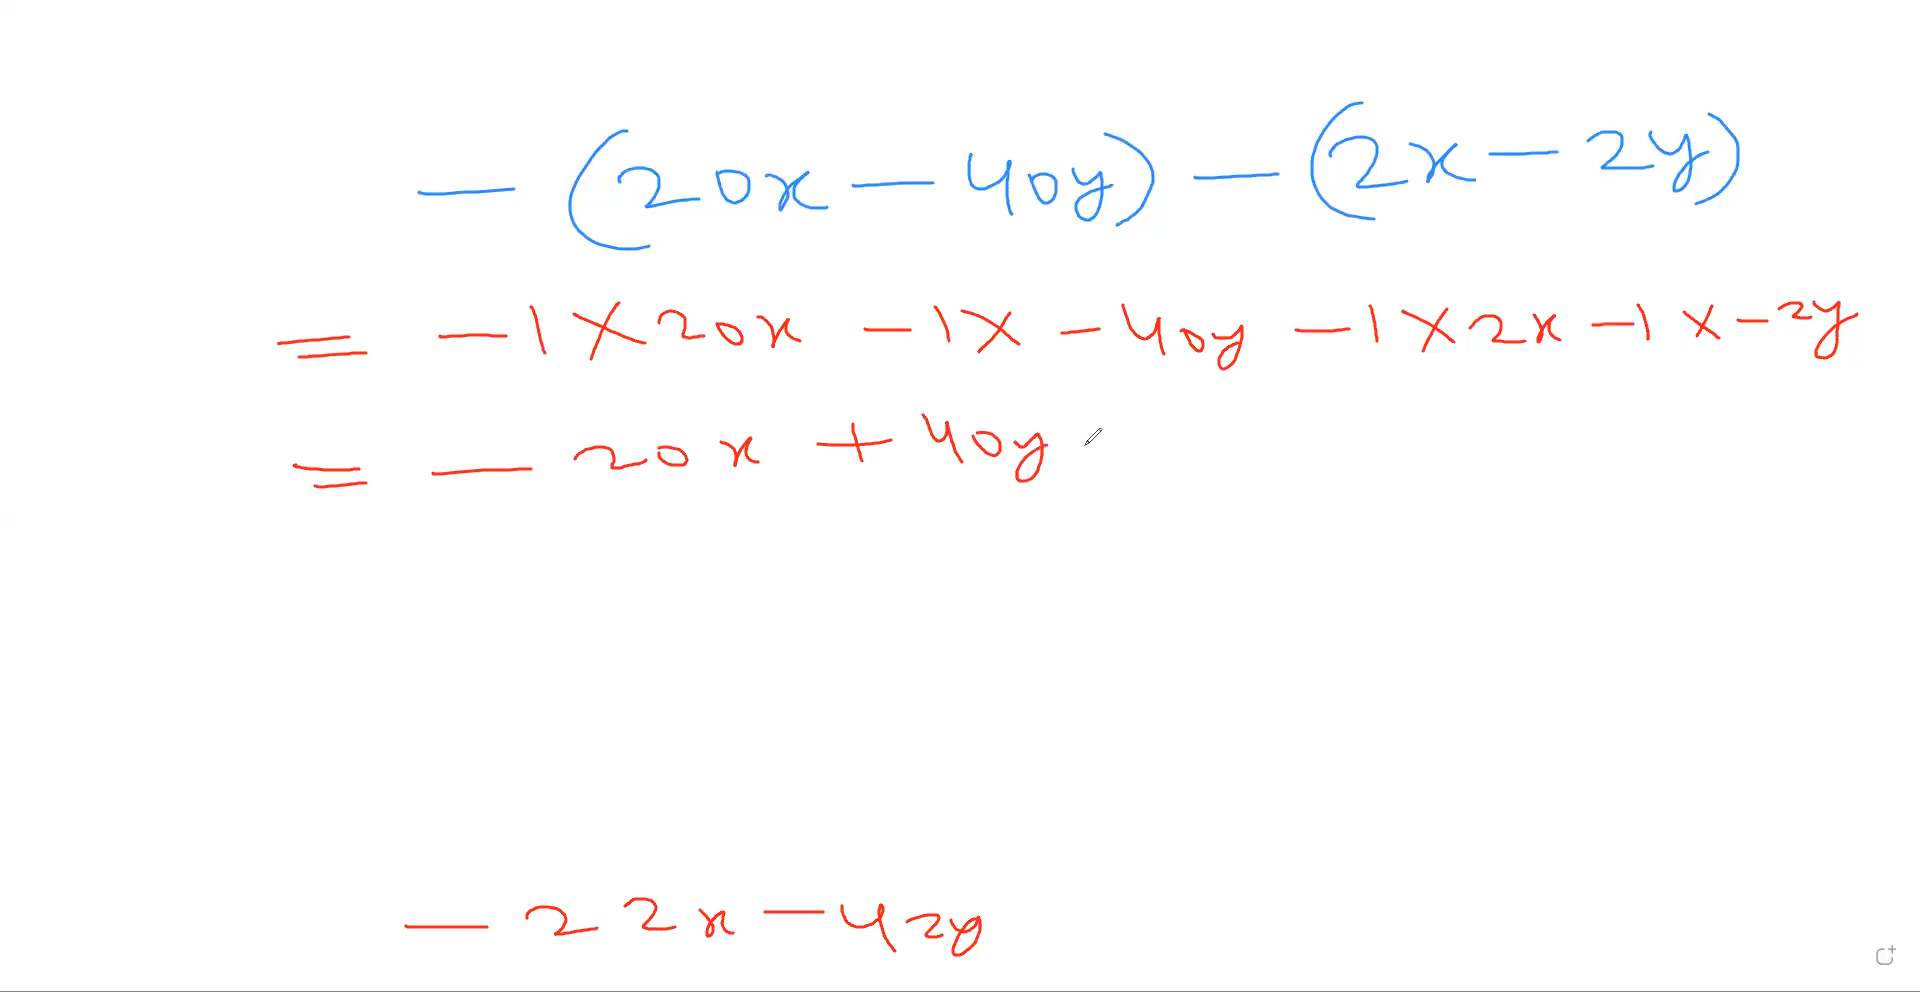 − (20x − 40y) − (2x − 2y)
= −1 × 20x −1 × −40y −1 × 2x −1 × −2y
= − 20x + 40y
− 22x − 42y